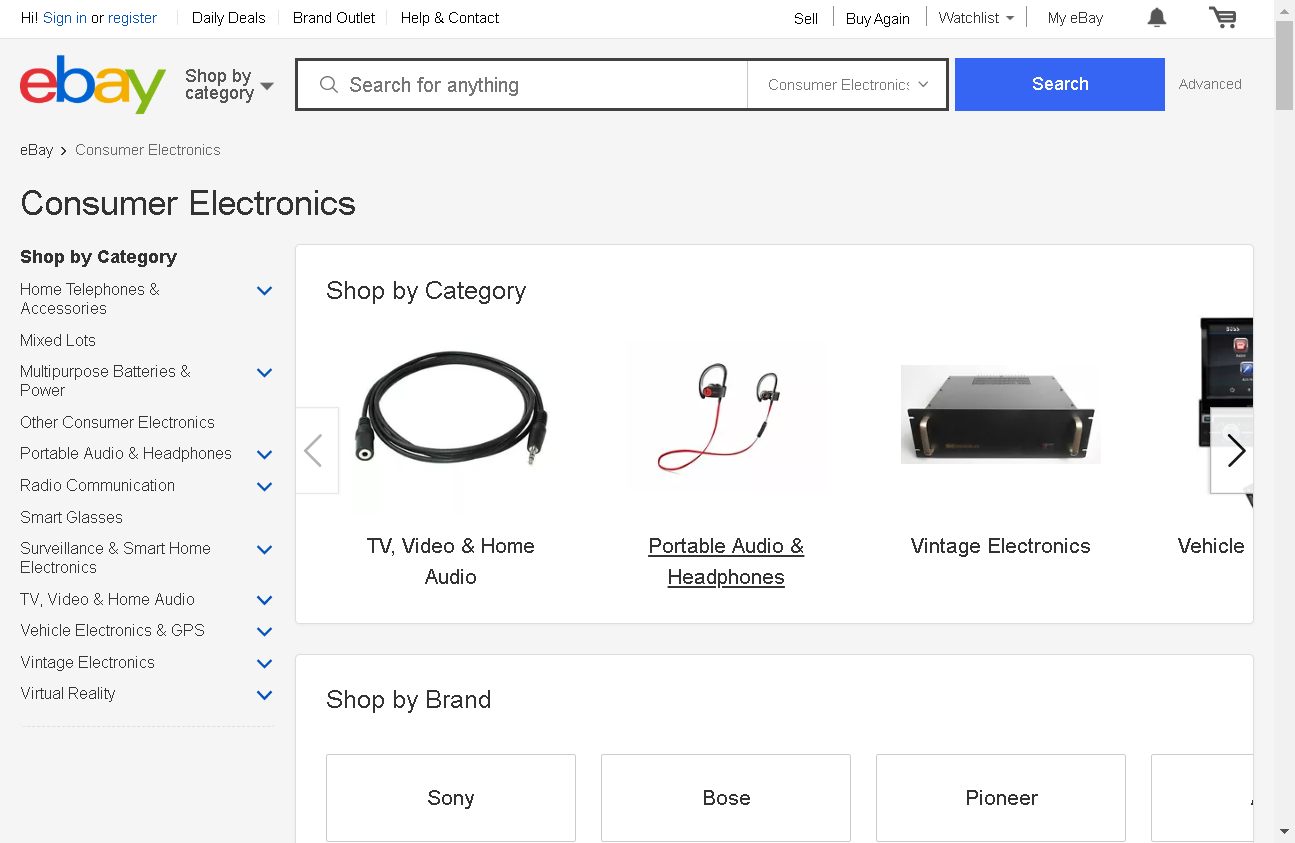 Hi! Sign in or register
Daily Deals
Brand Outlet
Help & Contact
Sell
Buy Again
Watchlist
My eBay
ebay
Shop by
category
Search for anything
Consumer Electronics
Search
Advanced
eBay
Consumer Electronics
Consumer Electronics
Shop by Category
Home Telephones &
Accessories
Mixed Lots
Multipurpose Batteries &
Power
Other Consumer Electronics
Portable Audio & Headphones
Radio Communication
Smart Glasses
Surveillance & Smart Home
Electronics
TV, Video & Home Audio
Vehicle Electronics & GPS
Vintage Electronics
Virtual Reality
Shop by Category
TV, Video & Home
Audio
Portable Audio &
Headphones
Vintage Electronics
Vehicle
Shop by Brand
Sony
Bose
Pioneer